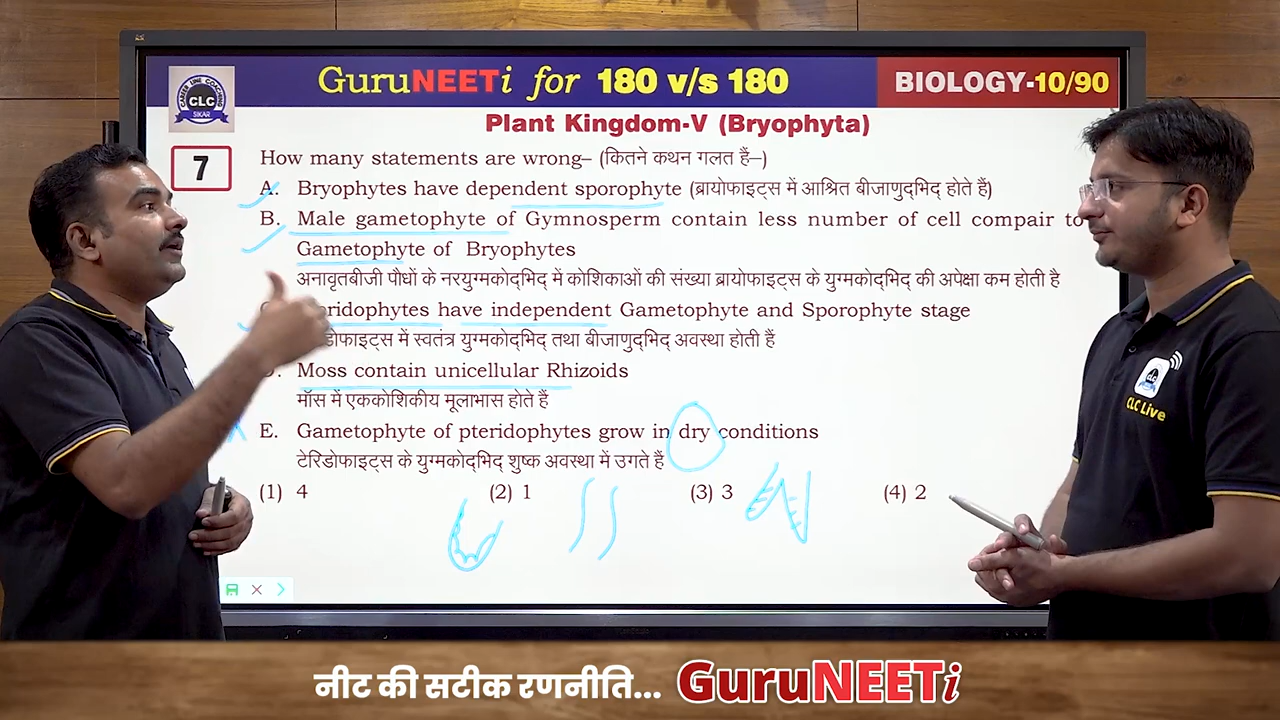 GuruNEETi for 180 v/s 180
BIOLOGY-10/90
CAREER LINE COACHING
CLC
SIKAR
Plant Kingdom-V (Bryophyta)
7
How many statements are wrong– (कितने कथन गलत हैं–)
A. Bryophytes have dependent sporophyte (ब्रायोफाइट्स में आश्रित बीजाणुद्भिद् होते हैं)
B. Male gametophyte of Gymnosperm contain less number of cell compair to
Gametophyte of Bryophytes
अनावृतबीजी पौधों के नरयुग्मकोद्भिद् में कोशिकाओं की संख्या ब्रायोफाइट्स के युग्मकोद्भिद् की अपेक्षा कम होती है
have independent Gametophyte and Sporophyte stage
में स्वतंत्र युग्मकोद्भिद् तथा बीजाणुद्भिद् अवस्था होती हैं
Moss contain unicellular Rhizoids
मॉस में एककोशिकीय मूलाभास होते हैं
E. Gametophyte of pteridophytes grow in dry conditions
टेरिडोफाइट्स के युग्मकोद्भिद् शुष्क अवस्था में उगते हैं
(1) 4 (2) 1 (3) 3 (4) 2
CLC Live
नीट की सटीक रणनीति... GuruNEETi